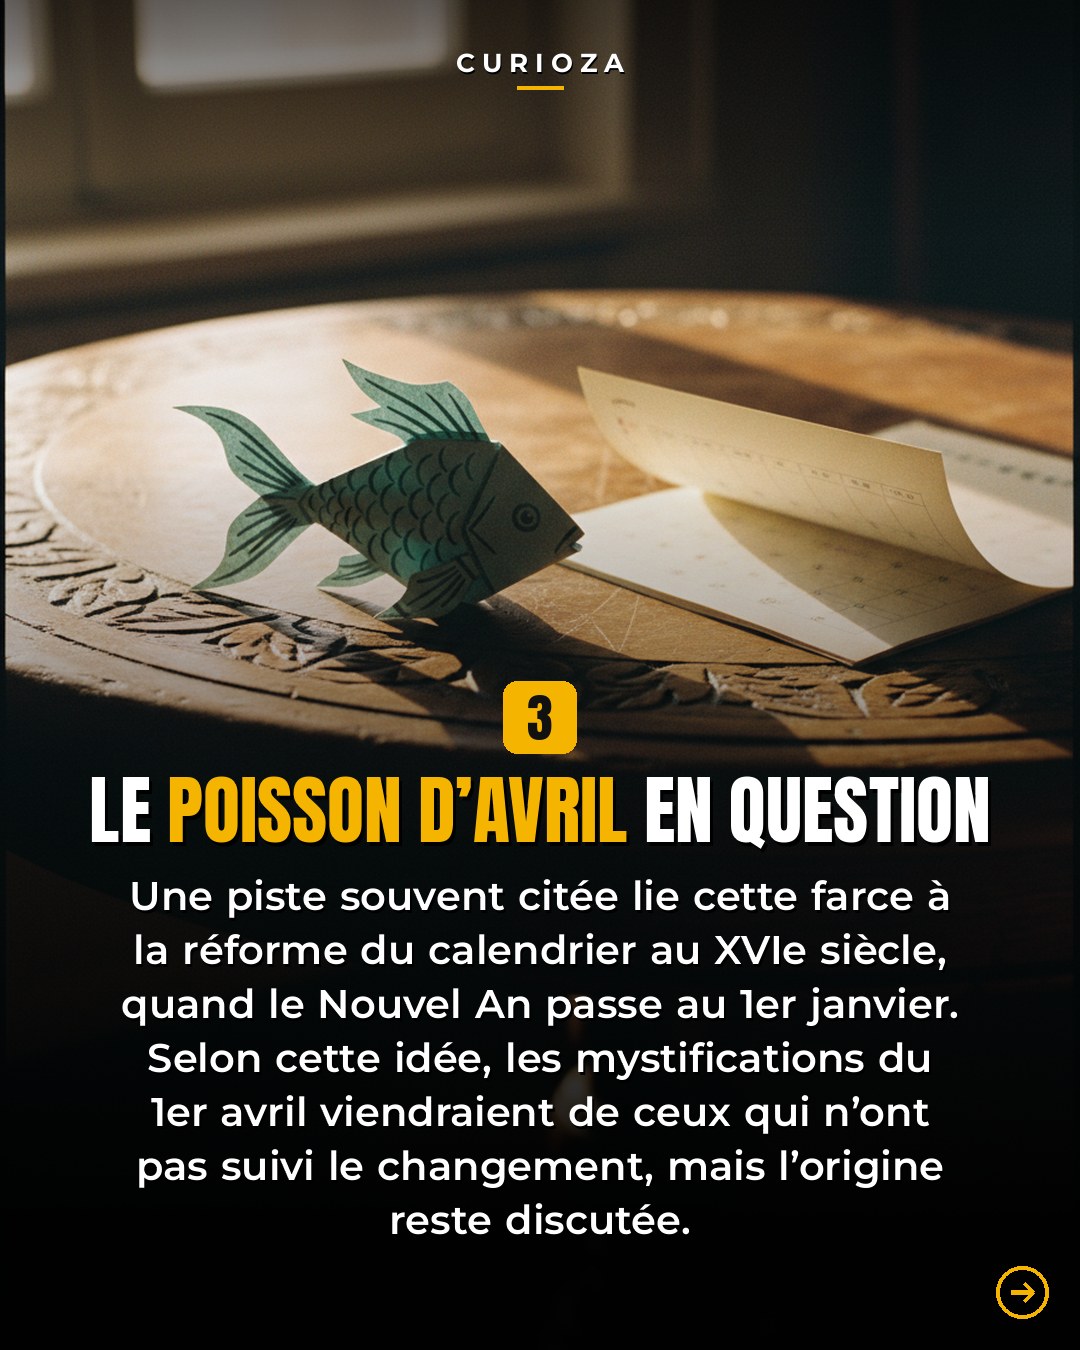 CURIOZA
3
LE POISSON D’AVRIL EN QUESTION
Une piste souvent citée lie cette farce à
la réforme du calendrier au XVIe siècle,
quand le Nouvel An passe au 1er janvier.
Selon cette idée, les mystifications du
1er avril viendraient de ceux qui n’ont
pas suivi le changement, mais l’origine
reste discutée.